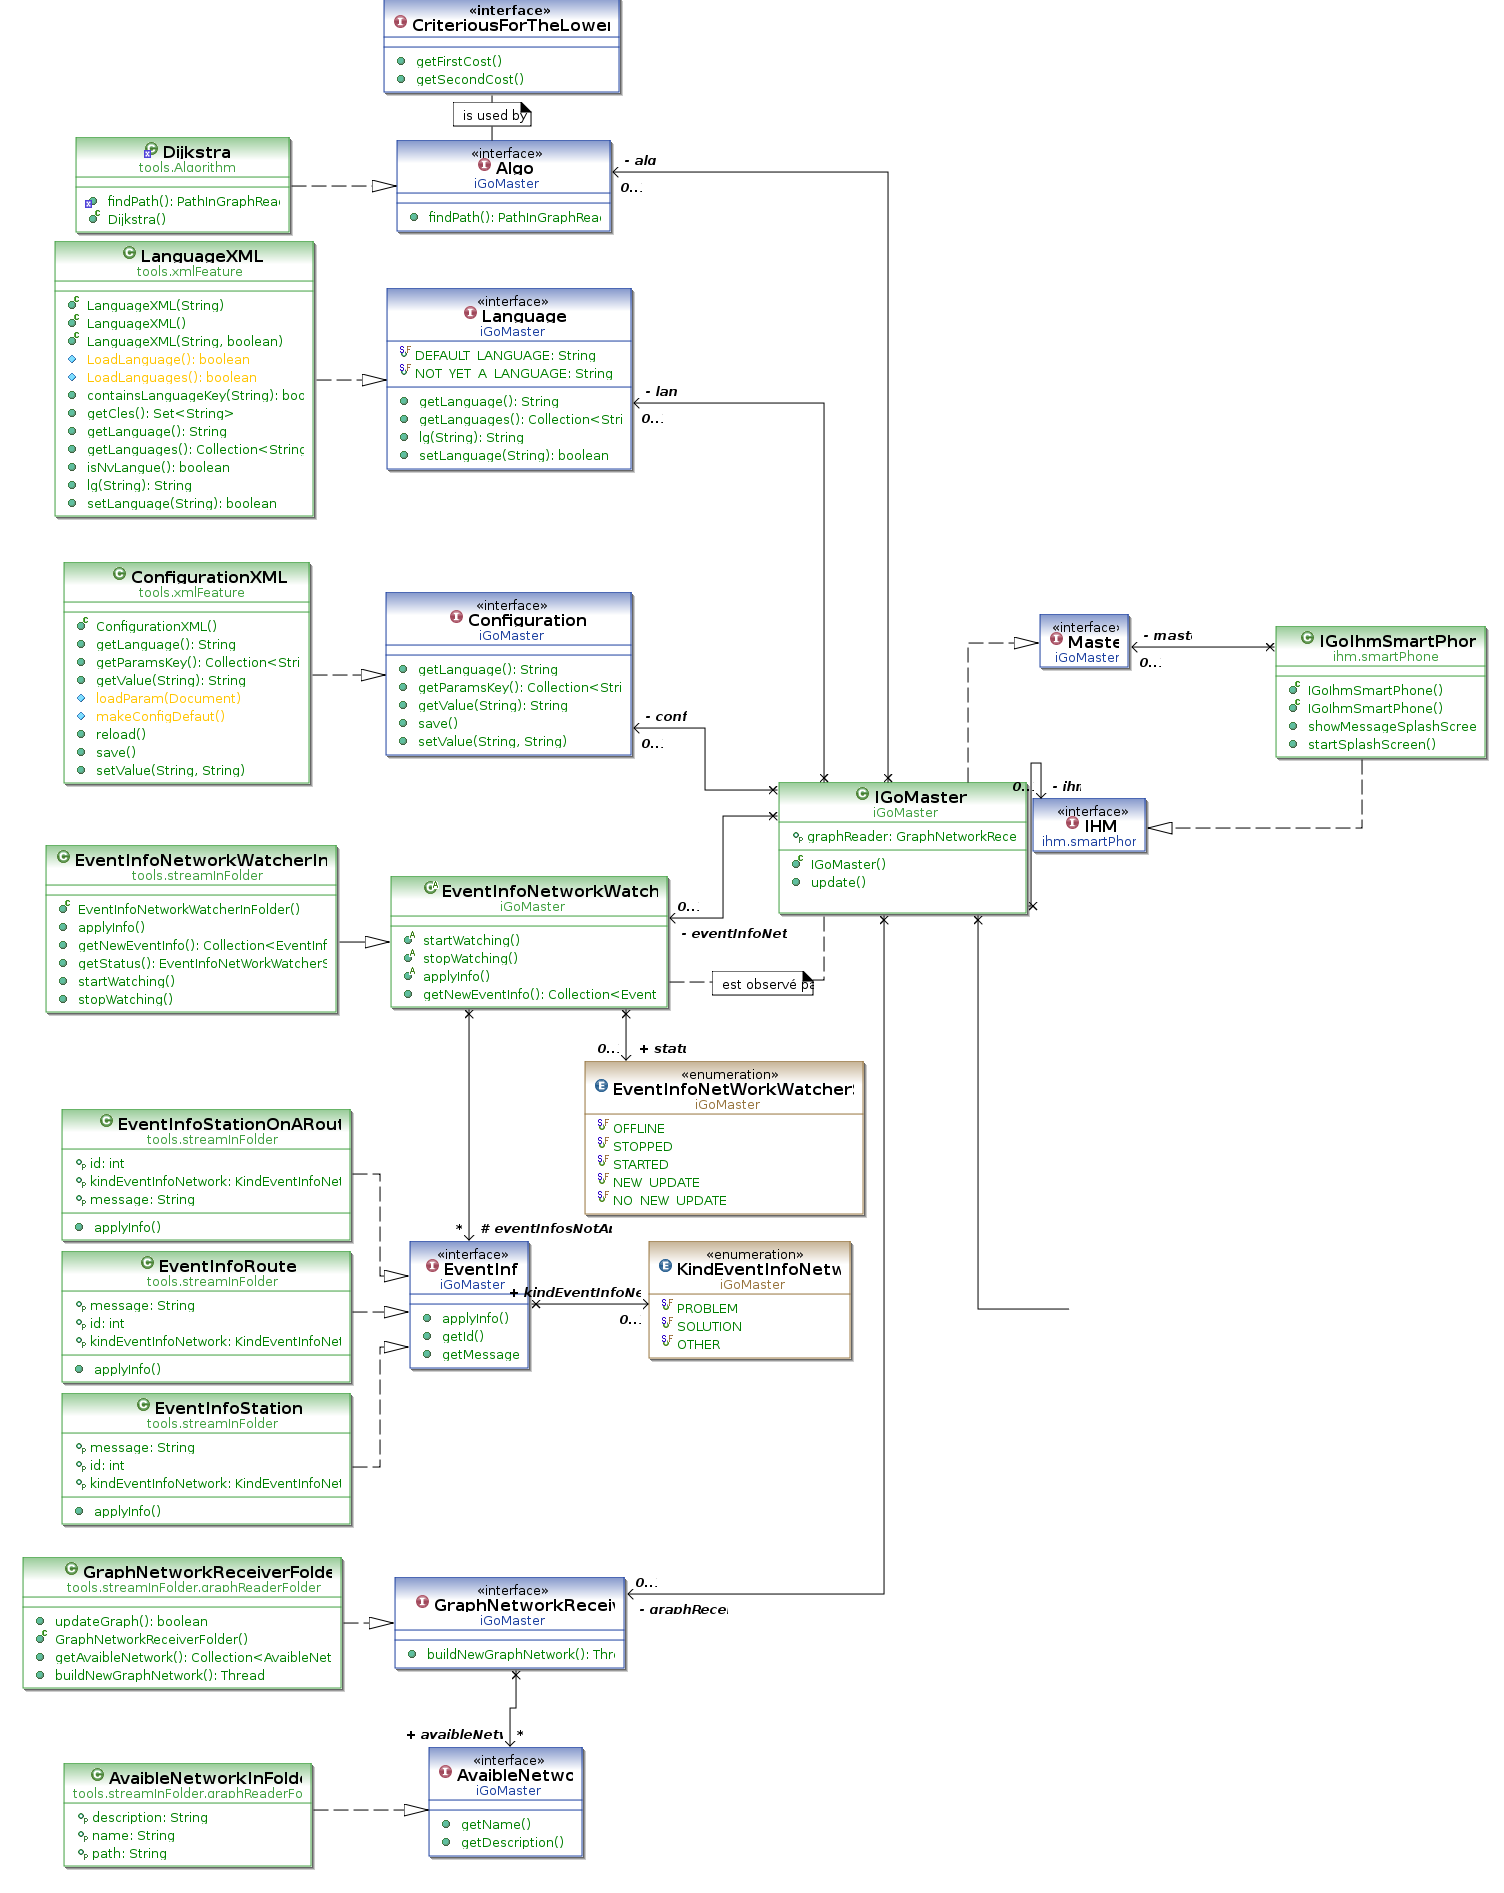 «interface»
CriteriousForTheLower
getFirstCost()
getSecondCost()
is used by
Dijkstra
tools.Algorithm
findPath(): PathInGraphRea
Dijkstra()
«interface»
Algo
iGoMaster
findPath(): PathInGraphRea
- alg
0...
LanguageXML
tools.xmlFeature
LanguageXML(String)
LanguageXML()
LanguageXML(String, boolean)
LoadLanguage(): boolean
LoadLanguages(): boolean
containsLanguageKey(String): boo
getCles(): Set<String>
getLanguage(): String
getLanguages(): Collection<String
isNvLangue(): boolean
lg(String): String
setLanguage(String): boolean
«interface»
Language
iGoMaster
DEFAULT_LANGUAGE: String
NOT_YET_A_LANGUAGE: String
getLanguage(): String
getLanguages(): Collection<Stri
lg(String): String
setLanguage(String): boolean
- lan
0...
ConfigurationXML
tools.xmlFeature
ConfigurationXML()
getLanguage(): String
getParamsKey(): Collection<Stri
getValue(String): String
loadParam(Document)
makeConfigDefaut()
reload()
save()
setValue(String, String)
«interface»
Configuration
iGoMaster
getLanguage(): String
getParamsKey(): Collection<Stri
getValue(String): String
save()
setValue(String, String)
- conf
0...
«interface»
Maste
iGoMaster
- mast
0...
IGoIhmSmartPhor
ihm.smartPhone
IGoIhmSmartPhone()
IGoIhmSmartPhone()
showMessageSplashScree
startSplashScreen()
IGoMaster
iGoMaster
graphReader: GraphNetworkRece
IGoMaster()
update()
0...
- ihr
«interface»
IHM
ihm.smartPhor
EventInfoNetworkWatcherIn
tools.streamInFolder
EventInfoNetworkWatcherInFolder()
applyInfo()
getNewEventInfo(): Collection<EventInf
getStatus(): EventInfoNetWorkWatcherS
startWatching()
stopWatching()
EventInfoNetworkWatch
iGoMaster
startWatching()
stopWatching()
applyInfo()
getNewEventInfo(): Collection<Event
0...
- eventInfoNet
est observé pa
0...
+ statu
«enumeration»
EventInfoNetWorkWatcherS
iGoMaster
OFFLINE
STOPPED
STARTED
NEW_UPDATE
NO_NEW_UPDATE
EventInfoStationOnARout
tools.streamInFolder
id: int
kindEventInfoNetwork: KindEventInfoNet
message: String
applyInfo()
* # eventInfosNotAp
EventInfoRoute
tools.streamInFolder
message: String
id: int
kindEventInfoNetwork: KindEventInfoNet
applyInfo()
«interface»
EventInf
iGoMaster
applyInfo()
getId()
getMessage
+ kindEventInfoNe
0...
«enumeration»
KindEventInfoNetw
iGoMaster
PROBLEM
SOLUTION
OTHER
EventInfoStation
tools.streamInFolder
message: String
id: int
kindEventInfoNetwork: KindEventInfoNet
applyInfo()
GraphNetworkReceiverFolde
tools.streamInFolder.graphReaderFolder
updateGraph(): boolean
GraphNetworkReceiverFolder()
getAvaibleNetwork(): Collection<AvaibleNet
buildNewGraphNetwork(): Thread
«interface»
GraphNetworkReceiv
iGoMaster
buildNewGraphNetwork(): Thre
0...
- graphRecei
+ avaibleNetw *
AvaibleNetworkInFolde
tools.streamInFolder.graphReaderFo
description: String
name: String
path: String
«interface»
AvaibleNetwo
iGoMaster
getName()
getDescription()